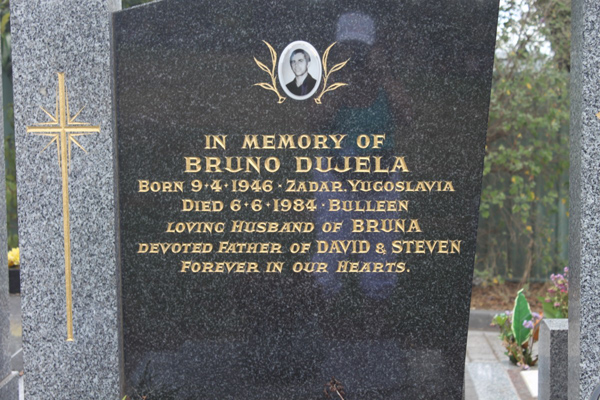 IN MEMORY OF
BRUNO DUJELA
BORN 9·4·1946 · ZADAR, YUGOSLAVIA
DIED 6·6·1984 · BULLEEN
LOVING HUSBAND OF BRUNA
DEVOTED FATHER OF DAVID & STEVEN
FOREVER IN OUR HEARTS.